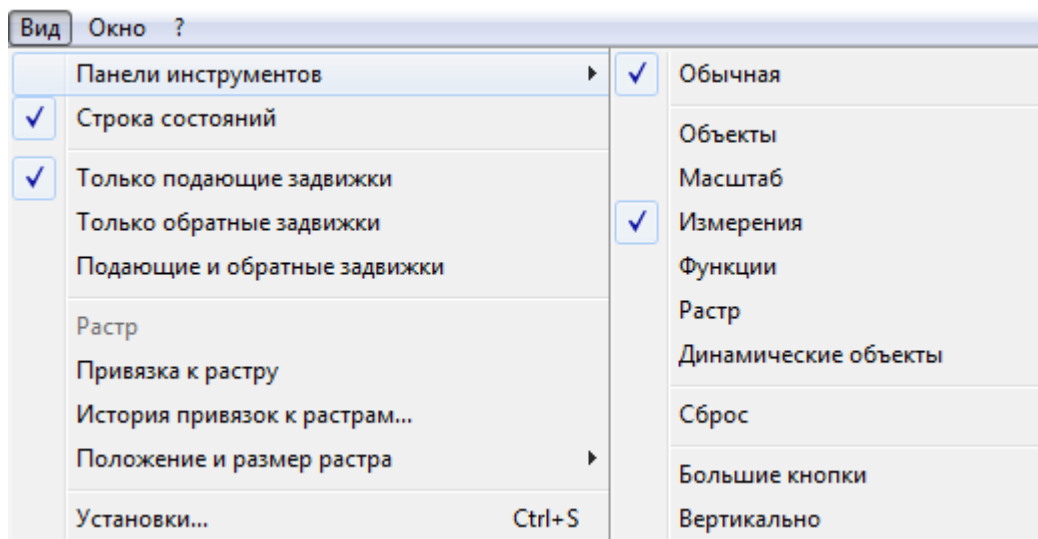 Вид Окно ?
Панели инструментов
Строка состояний
Только подающие задвижки
Только обратные задвижки
Подающие и обратные задвижки
Растр
Привязка к растру
История привязок к растрам...
Положение и размер растра
Установки... Ctrl+S
Обычная
Объекты
Масштаб
Измерения
Функции
Растр
Динамические объекты
Сброс
Большие кнопки
Вертикально